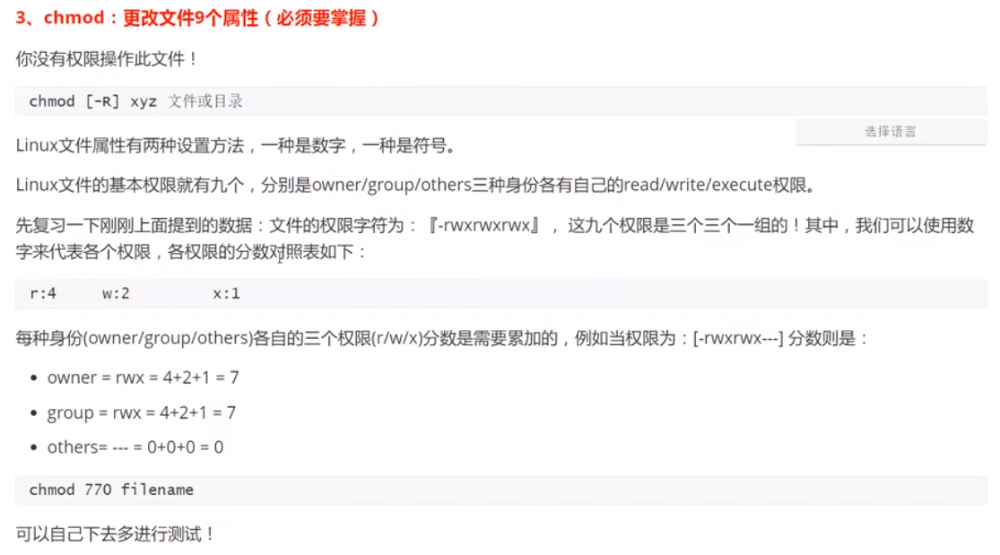 3、chmod：更改文件9个属性（必须要掌握）
你没有权限操作此文件！
chmod [-R] xyz 文件或目录
选择语言
Linux文件属性有两种设置方法，一种是数字，一种是符号。
Linux文件的基本权限就有九个，分别是owner/group/others三种身份各有自己的read/write/execute权限。
先复习一下刚刚上面提到的数据：文件的权限字符为：『-rwxrwxrwx』， 这九个权限是三个三个一组的！其中，我们可以使用数
字来代表各个权限，各权限的分数对照表如下：
r:4 w:2 x:1
每种身份(owner/group/others)各自的三个权限(r/w/x)分数是需要累加的，例如当权限为：[-rwxrwx---] 分数则是：
• owner = rwx = 4+2+1 = 7
• group = rwx = 4+2+1 = 7
• others= --- = 0+0+0 = 0
chmod 770 filename
可以自己下去多进行测试！